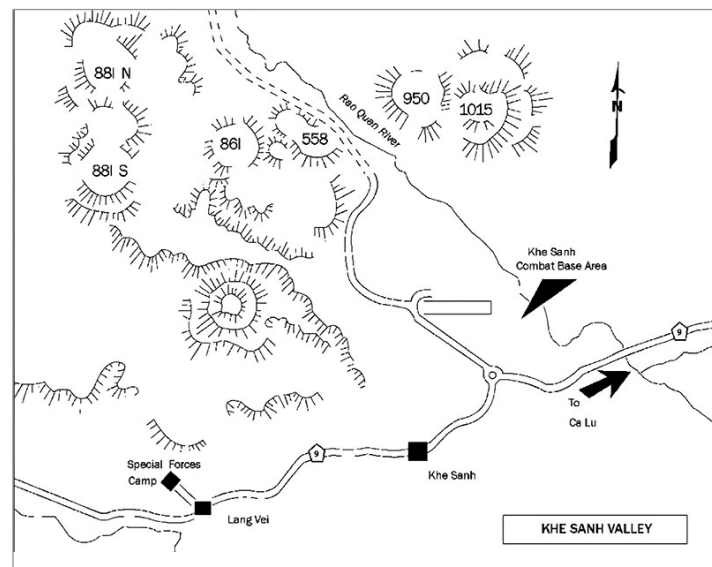 881 N
881 S
861
558
950
1015
Rao Quan River
N
Khe Sanh
Combat Base Area
9
To
Ca Lu
9
Khe Sanh
Special Forces
Camp
Lang Vei
KHE SANH VALLEY